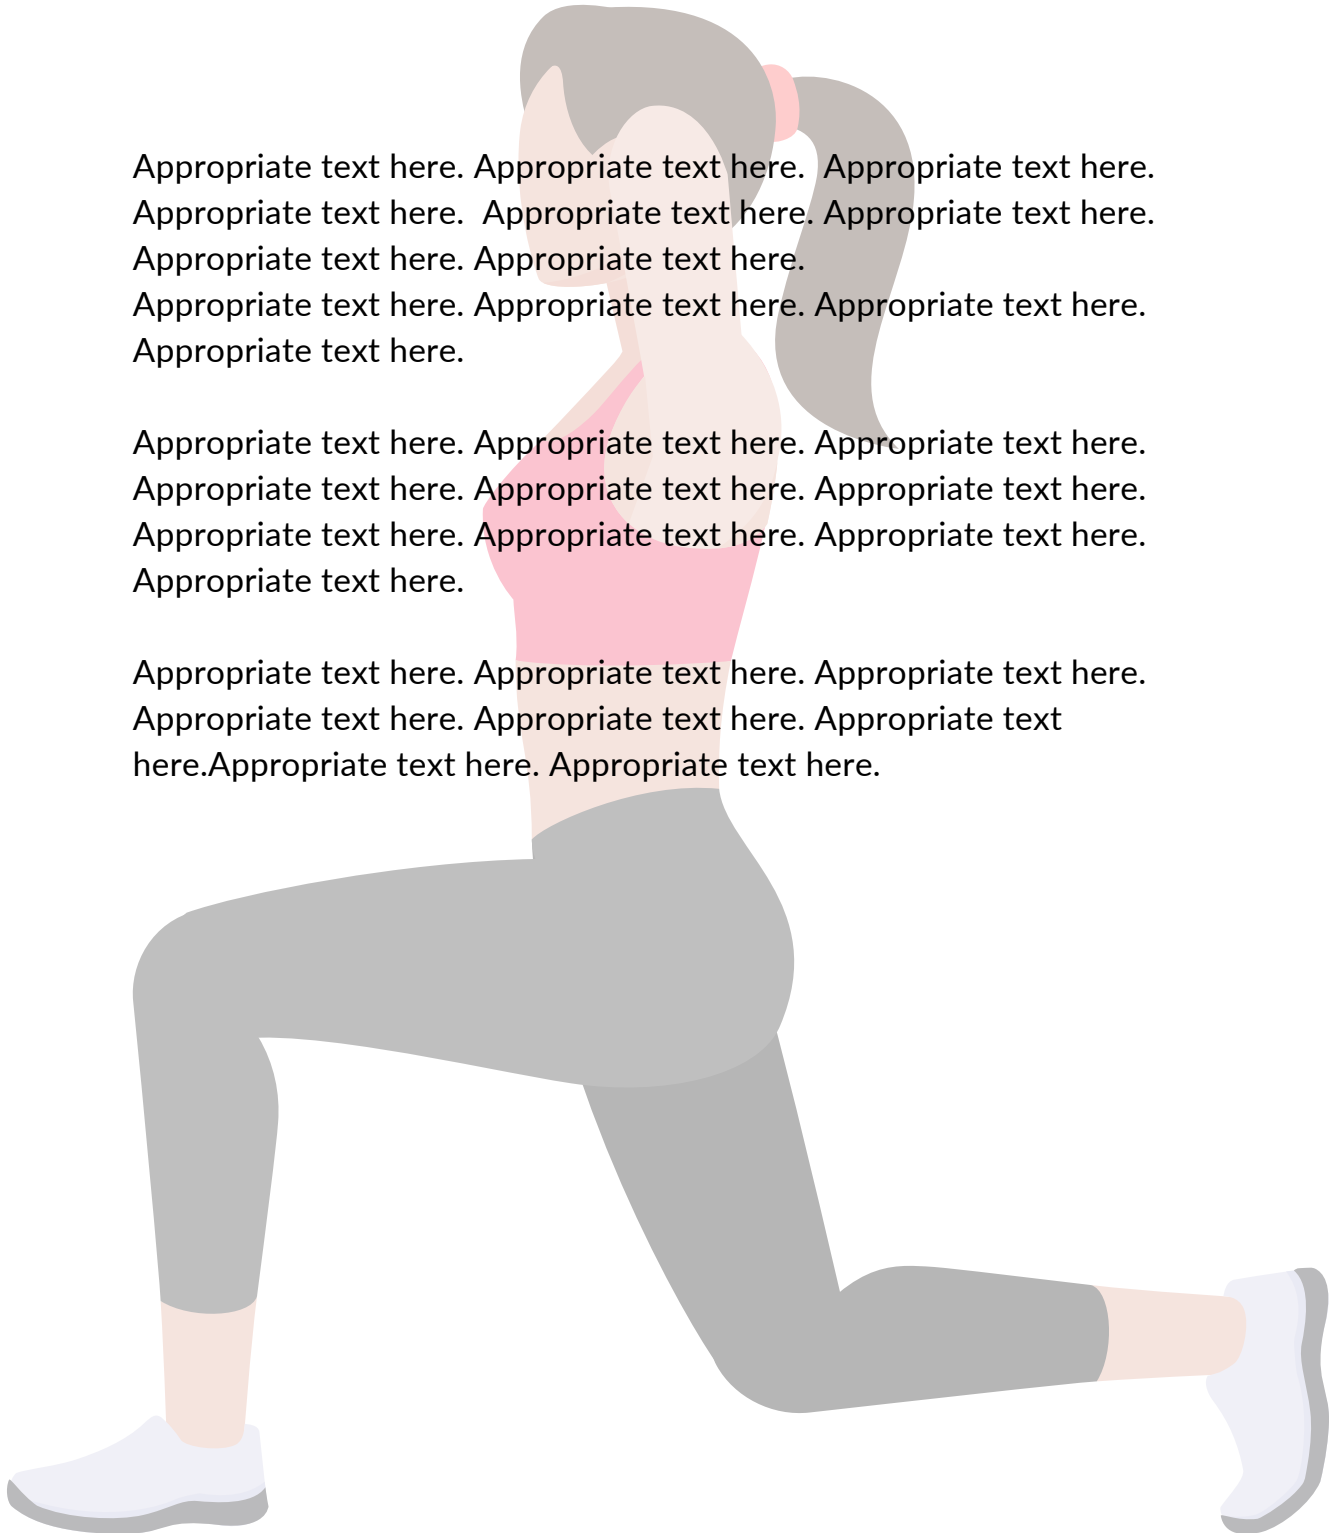 Appropriate text here. Appropriate text here.  Appropriate text here.
Appropriate text here.  Appropriate text here. Appropriate text here.
Appropriate text here. Appropriate text here.
Appropriate text here. Appropriate text here. Appropriate text here.
Appropriate text here.
Appropriate text here. Appropriate text here. Appropriate text here.
Appropriate text here. Appropriate text here. Appropriate text here.
Appropriate text here. Appropriate text here. Appropriate text here.
Appropriate text here.
Appropriate text here. Appropriate text here. Appropriate text here.
Appropriate text here. Appropriate text here. Appropriate text
here.Appropriate text here. Appropriate text here.